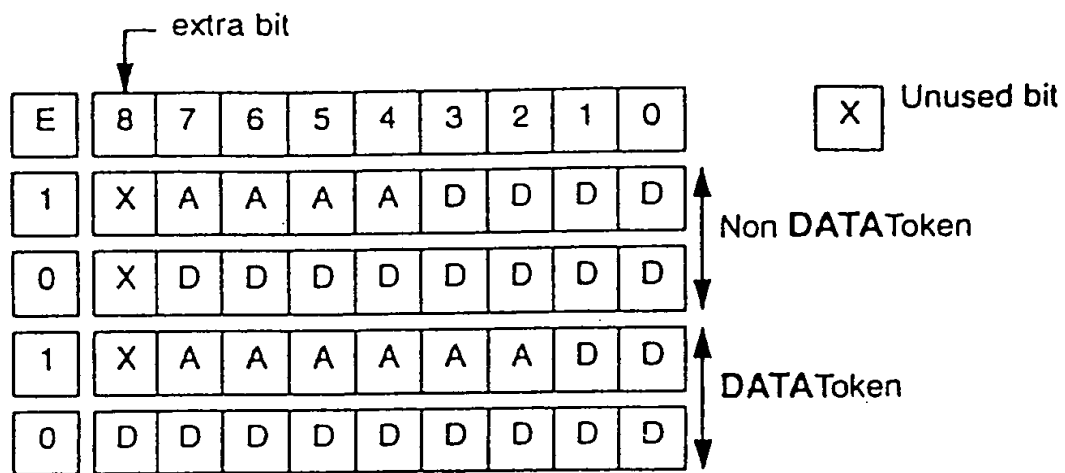 extra bit
E 8 7 6 5 4 3 2 1 0
X Unused bit
1 X A A A A D D D D
Non DATAToken
0 X D D D D D D D D
1 X A A A A A A D D
DATAToken
0 D D D D D D D D D